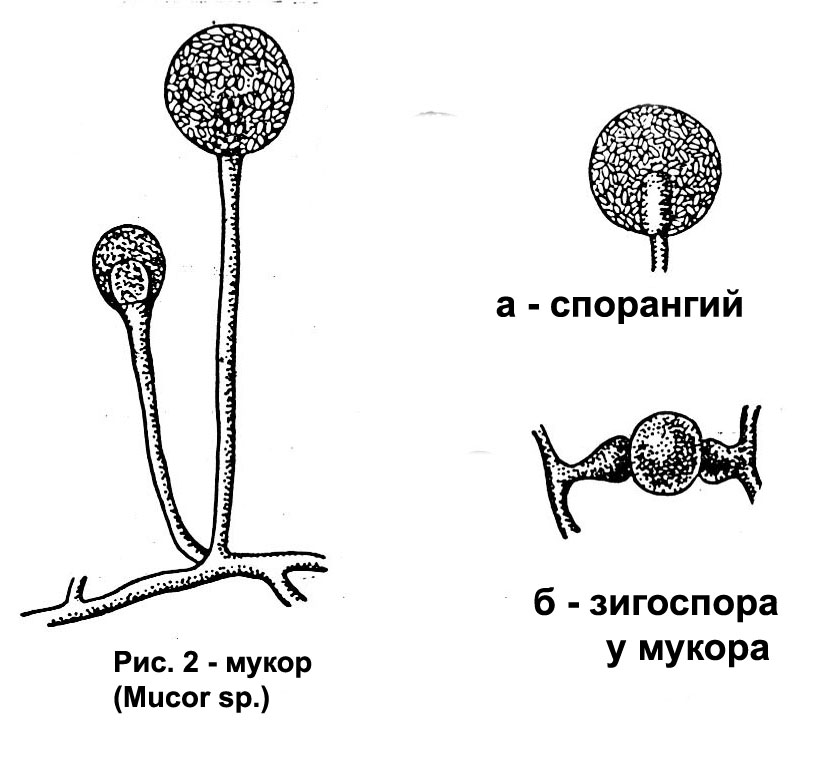 а - спорангий
б - зигоспора
у мукора
Рис. 2 - мукор
(Mucor sp.)